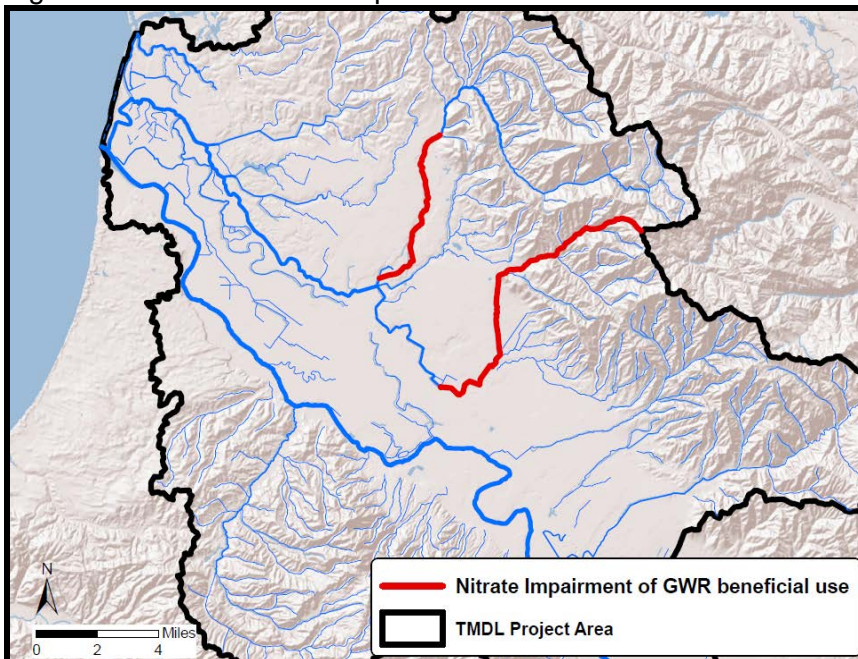 N
Miles
0 2 4
Nitrate Impairment of GWR beneficial use
TMDL Project Area